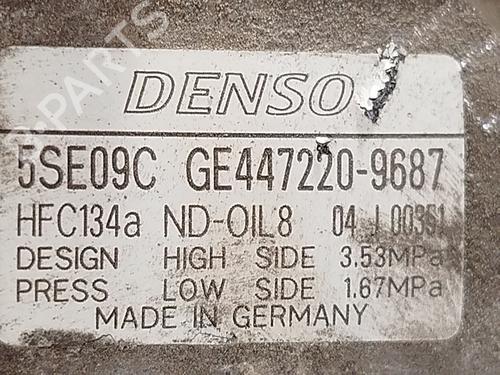 DENSO
5SE09C GE447220-9687
HFC134a ND-OIL8 04 J 00351
DESIGN HIGH SIDE 3.53MPa
PRESS LOW SIDE 1.67MPa
MADE IN GERMANY